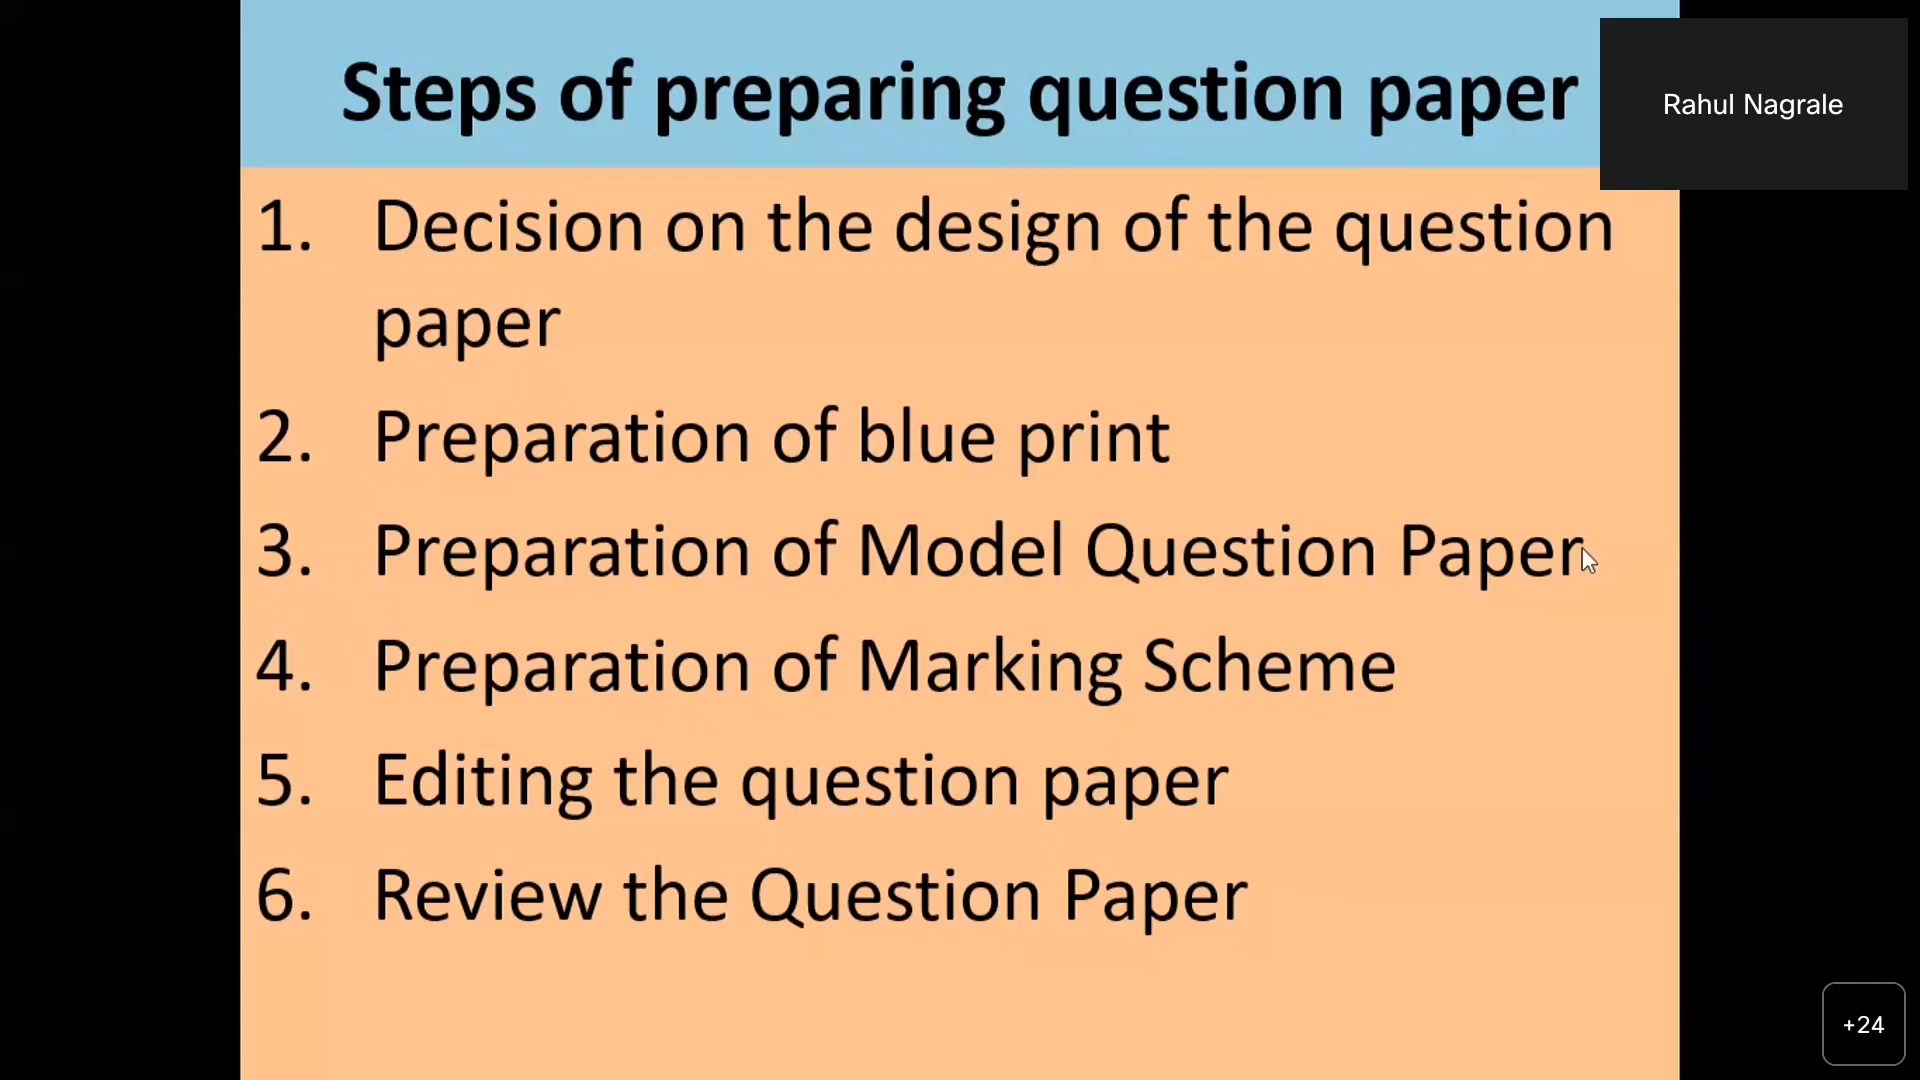 Steps of preparing question paper
Rahul Nagrale
1. Decision on the design of the question
paper
2. Preparation of blue print
3. Preparation of Model Question Paper
4. Preparation of Marking Scheme
5. Editing the question paper
6. Review the Question Paper
+24